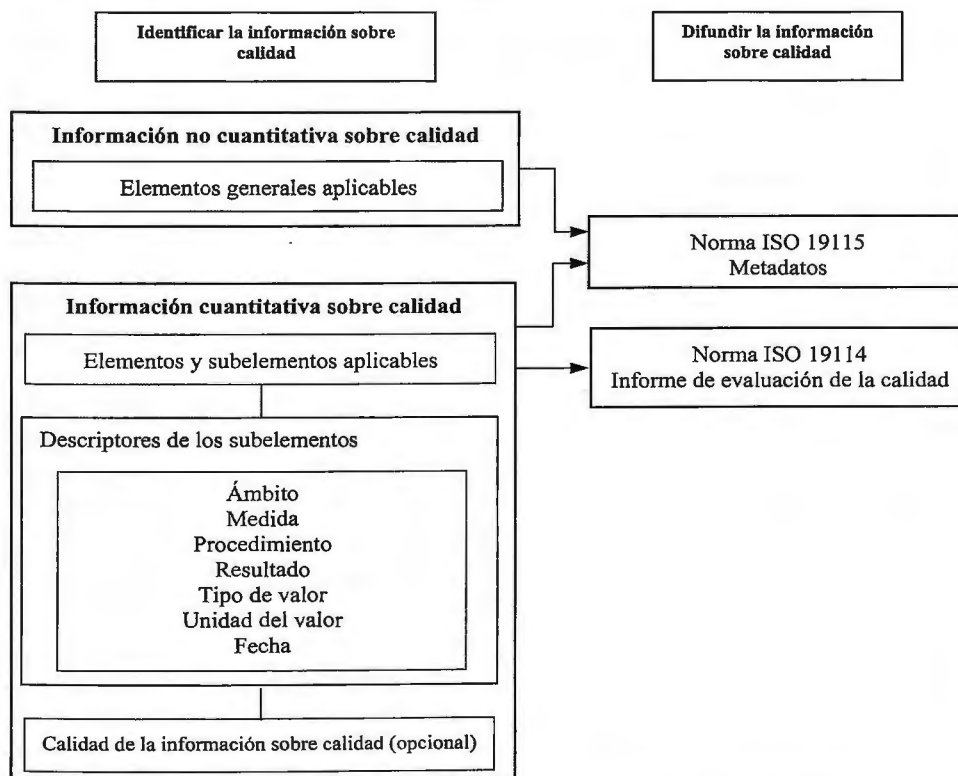 Identificar la información sobre
calidad
Difundir la información
sobre calidad
Información no cuantitativa sobre calidad
Elementos generales aplicables
Norma ISO 19115
Metadatos
Información cuantitativa sobre calidad
Elementos y subelementos aplicables
Norma ISO 19114
Informe de evaluación de la calidad
Descriptores de los subelementos
Ámbito
Medida
Procedimiento
Resultado
Tipo de valor
Unidad del valor
Fecha
Calidad de la información sobre calidad (opcional)